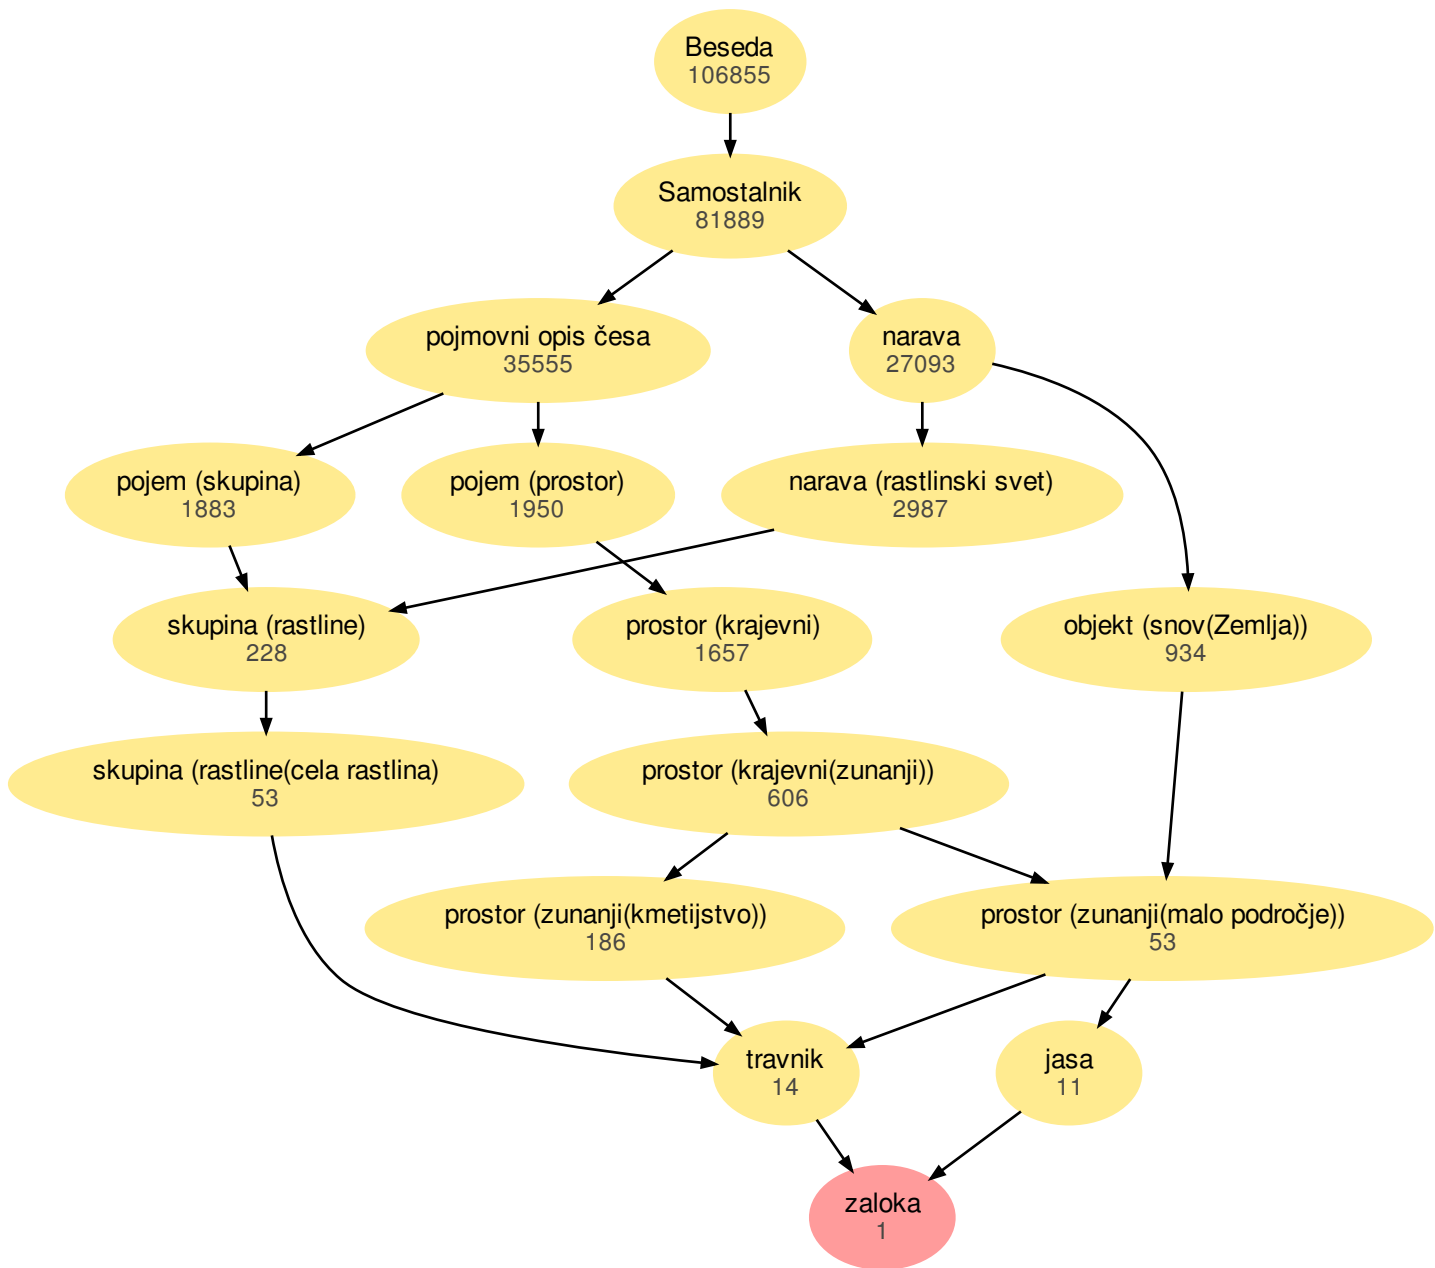 Beseda
106855
Samostalnik
81889
pojmovni opis česa
35555
narava
27093
pojem (skupina)
1883
pojem (prostor)
1950
narava (rastlinski svet)
2987
skupina (rastline)
228
prostor (krajevni)
1657
objekt (snov(Zemlja))
934
skupina (rastline(cela rastlina)
53
prostor (krajevni(zunanji))
606
prostor (zunanji(kmetijstvo))
186
prostor (zunanji(malo področje))
53
travnik
14
jasa
11
zaloka
1